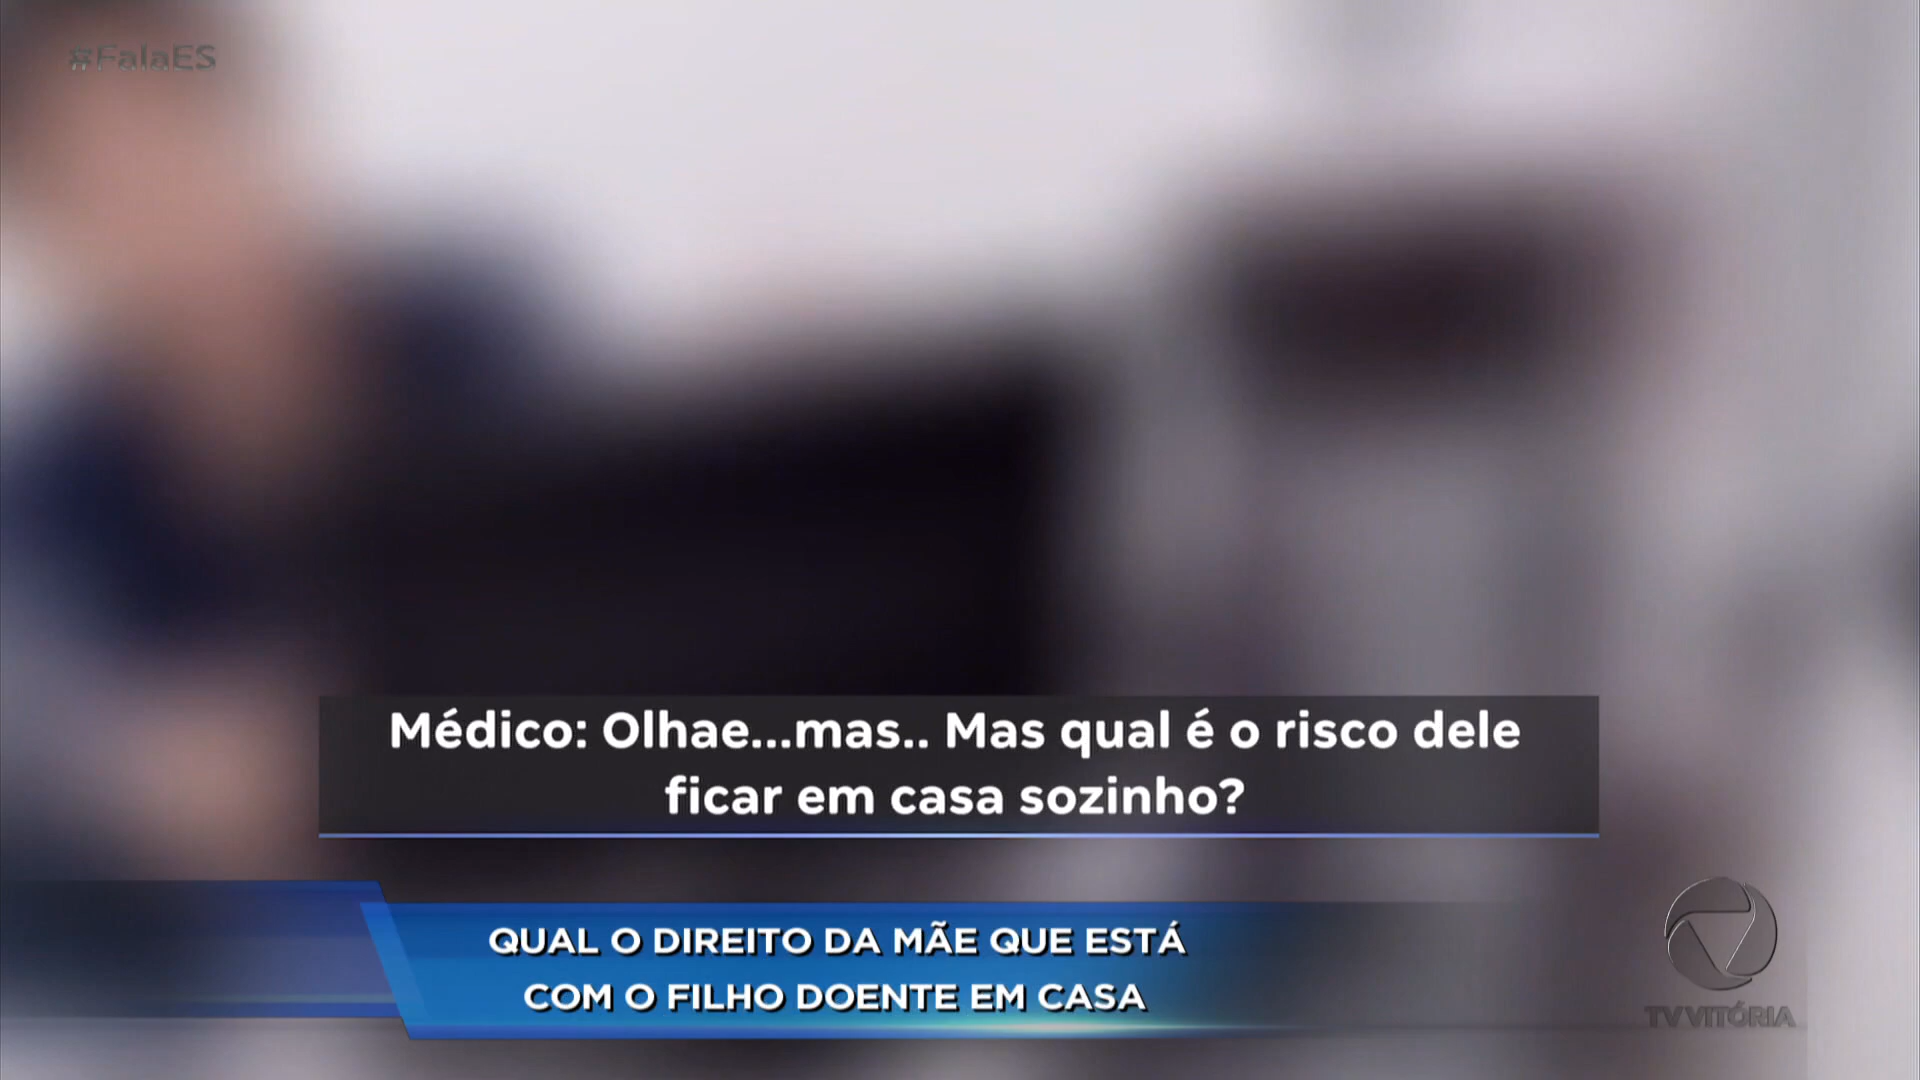 #FalaES
Médico: Olhae...mas.. Mas qual é o risco dele
ficar em casa sozinho?
QUAL O DIREITO DA MÃE QUE ESTÁ
COM O FILHO DOENTE EM CASA
TV VITÓRIA